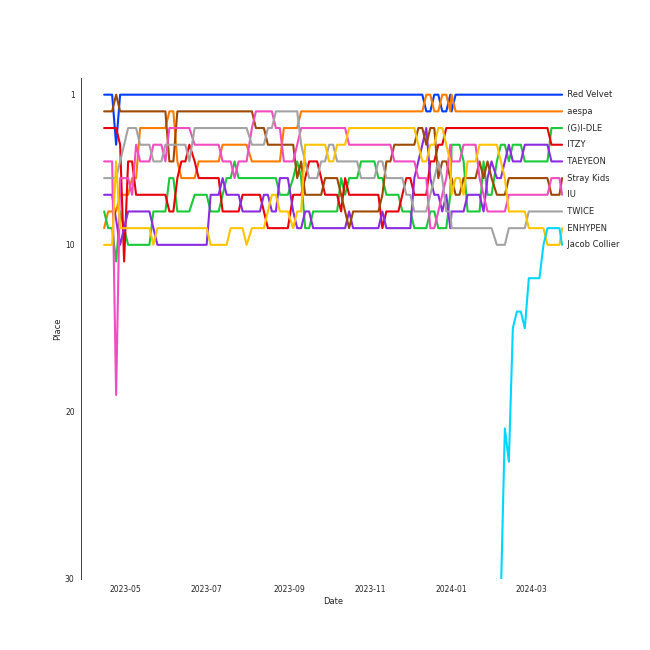 1
10
20
30
Place
2023-05
2023-07
2023-09
2023-11
2024-01
2024-03
Date
Red Velvet
aespa
(G)I-DLE
ITZY
TAEYEON
Stray Kids
IU
TWICE
ENHYPEN
Jacob Collier